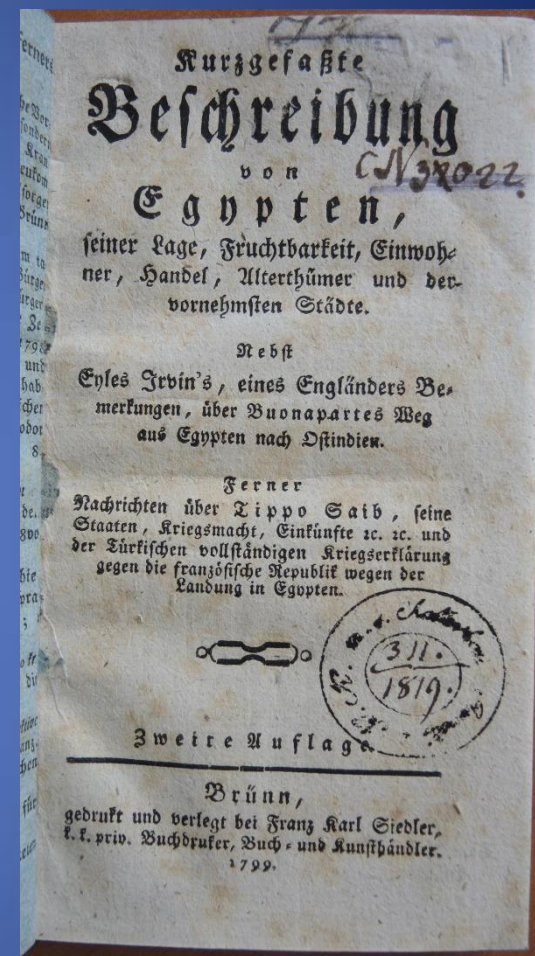 Kurzgefaßte
Beschreibung
von
CN37022.
Egypten,
seiner Lage, Fruchtbarkeit, Einwoh-
ner, Handel, Alterthümer und der-
vornehmsten Städte.
Nebst
Eyles Irvin's, eines Engländers Be-
merkungen, über Buonapartes Weg
aus Egypten nach Ostindien.
Ferner
Nachrichten über Tippo Saib, seine
Staaten, Kriegsmacht, Einkünfte ꝛc. ꝛc. und
der Türkischen vollständigen Kriegserklärung
gegen die französische Republik wegen der
Landung in Egypten.
311.
1819.
Zweite Auflage.
Brünn,
gedrukt und verlegt bei Franz Karl Siedler,
k. k. priv. Buchdruker, Buch- und Kunsthändler.
1799.